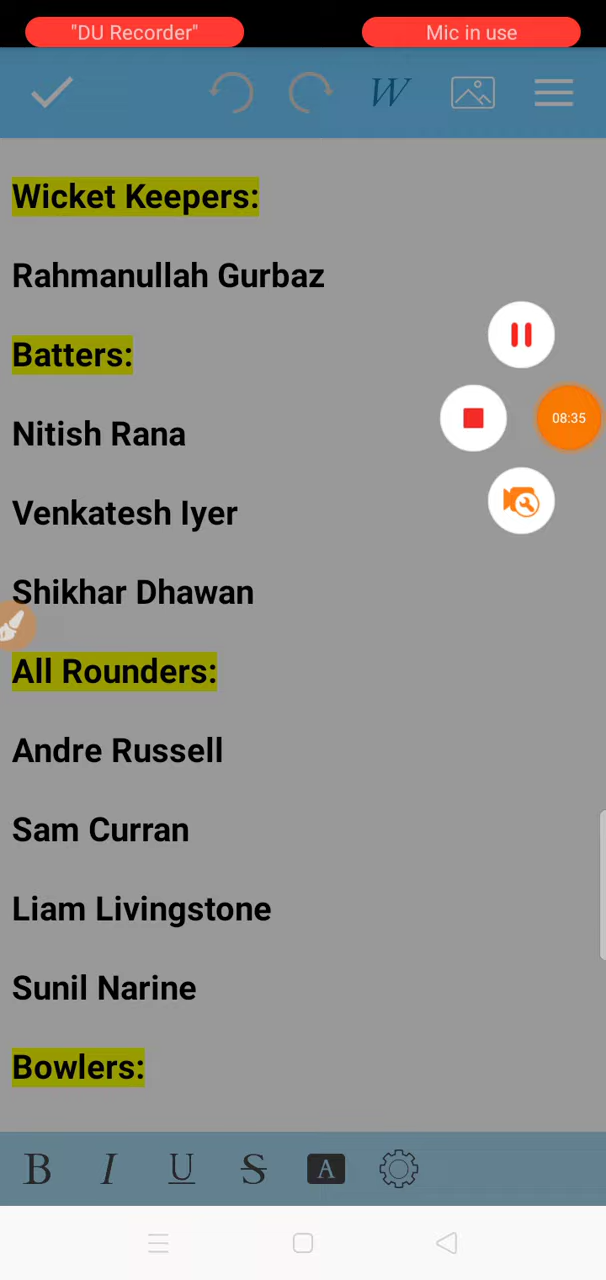 "DU Recorder" Mic in use
W
Wicket Keepers:
Rahmanullah Gurbaz
Batters:
Nitish Rana
08:35
Venkatesh Iyer
Shikhar Dhawan
All Rounders:
Andre Russell
Sam Curran
Liam Livingstone
Sunil Narine
Bowlers:
B I U S A